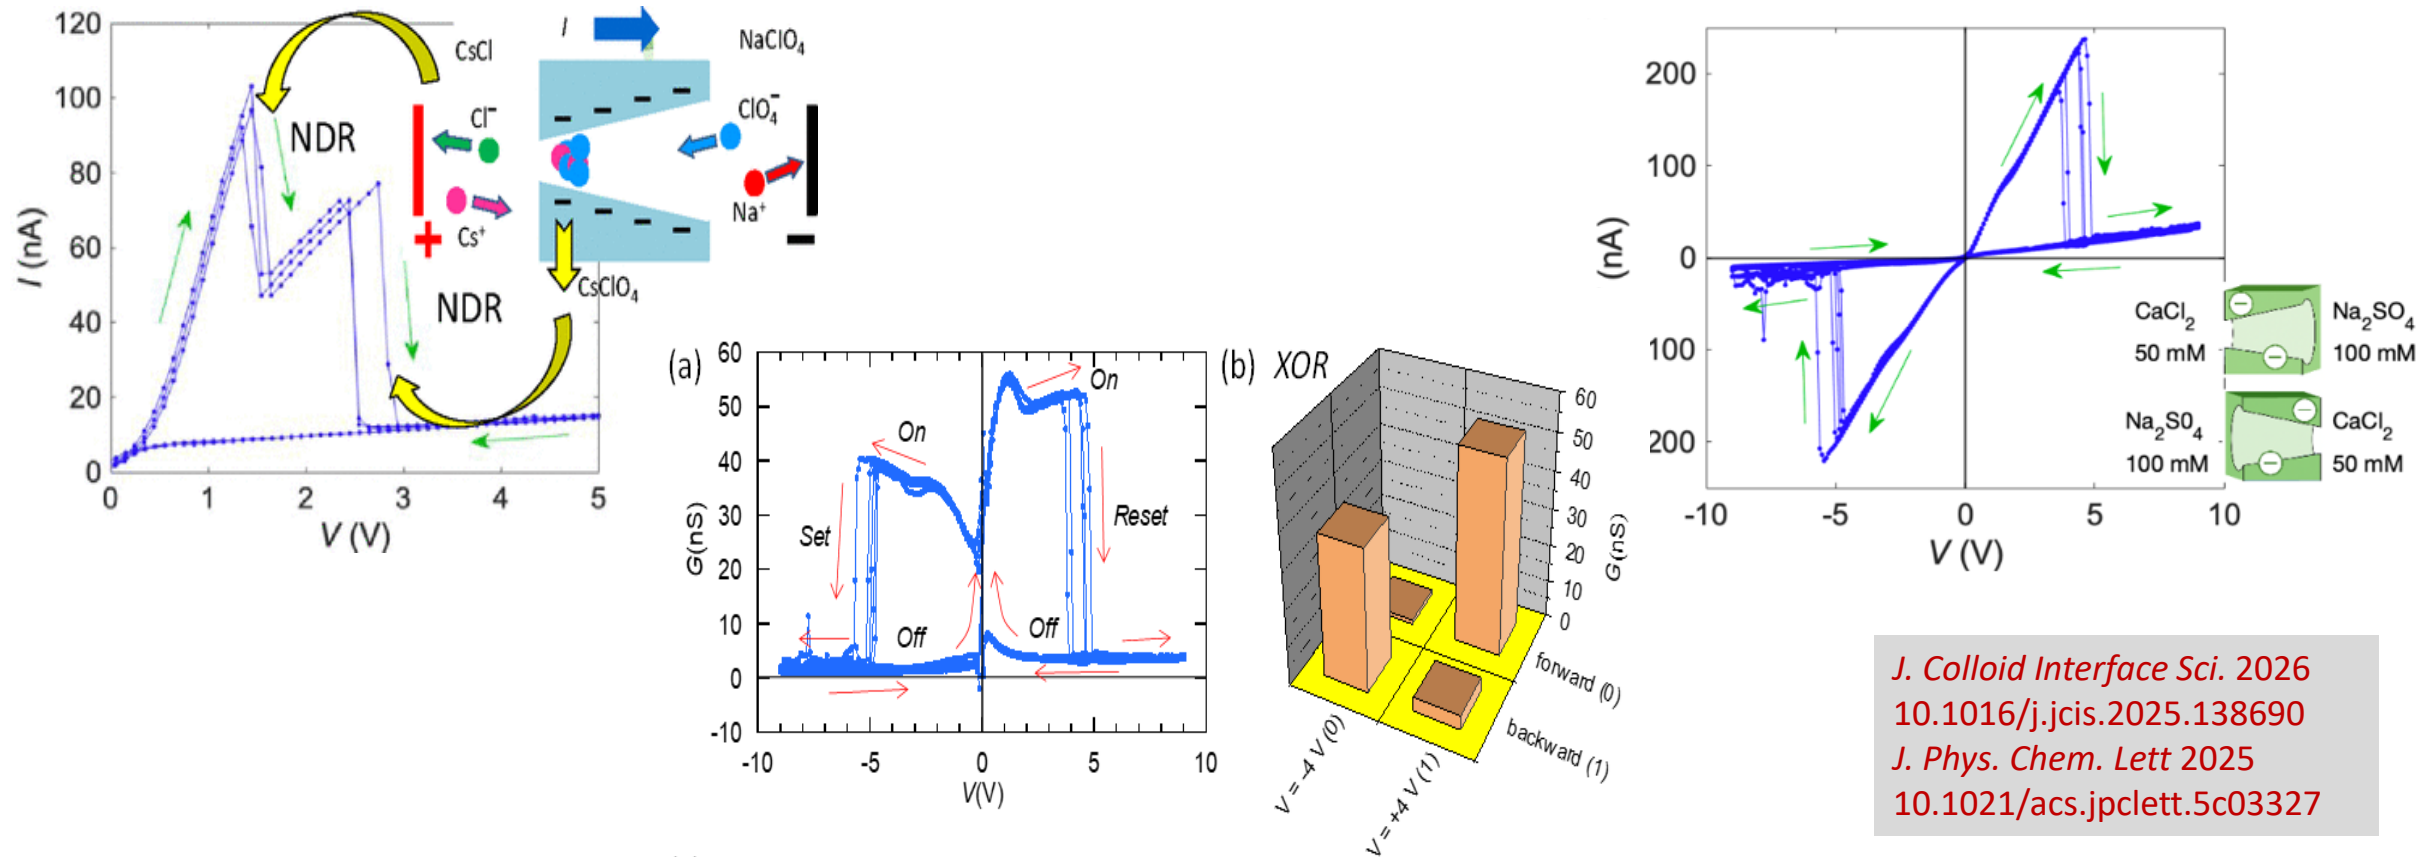 120
100
80
60
40
20
0
I (nA)
0 1 2 3 4 5
V (V)
NDR
NDR
CsCl
I
NaClO4
Cl−
ClO4−
Cs+
Na+
+
−
CsClO4
(a)
60
50
40
30
20
10
0
-10
G(nS)
-10 -5 0 5 10
V(V)
On
On
Set
Reset
Off
Off
(b) XOR
60
50
40
30
20
10
0
G(nS)
forward (0)
backward (1)
V = -4 V (0)
V = +4 V (1)
200
100
0
100
200
(nA)
-10 -5 0 5 10
V (V)
CaCl2
50 mM
Na2SO4
100 mM
Na2S04
100 mM
CaCl2
50 mM
J. Colloid Interface Sci. 2026
10.1016/j.jcis.2025.138690
J. Phys. Chem. Lett 2025
10.1021/acs.jpclett.5c03327